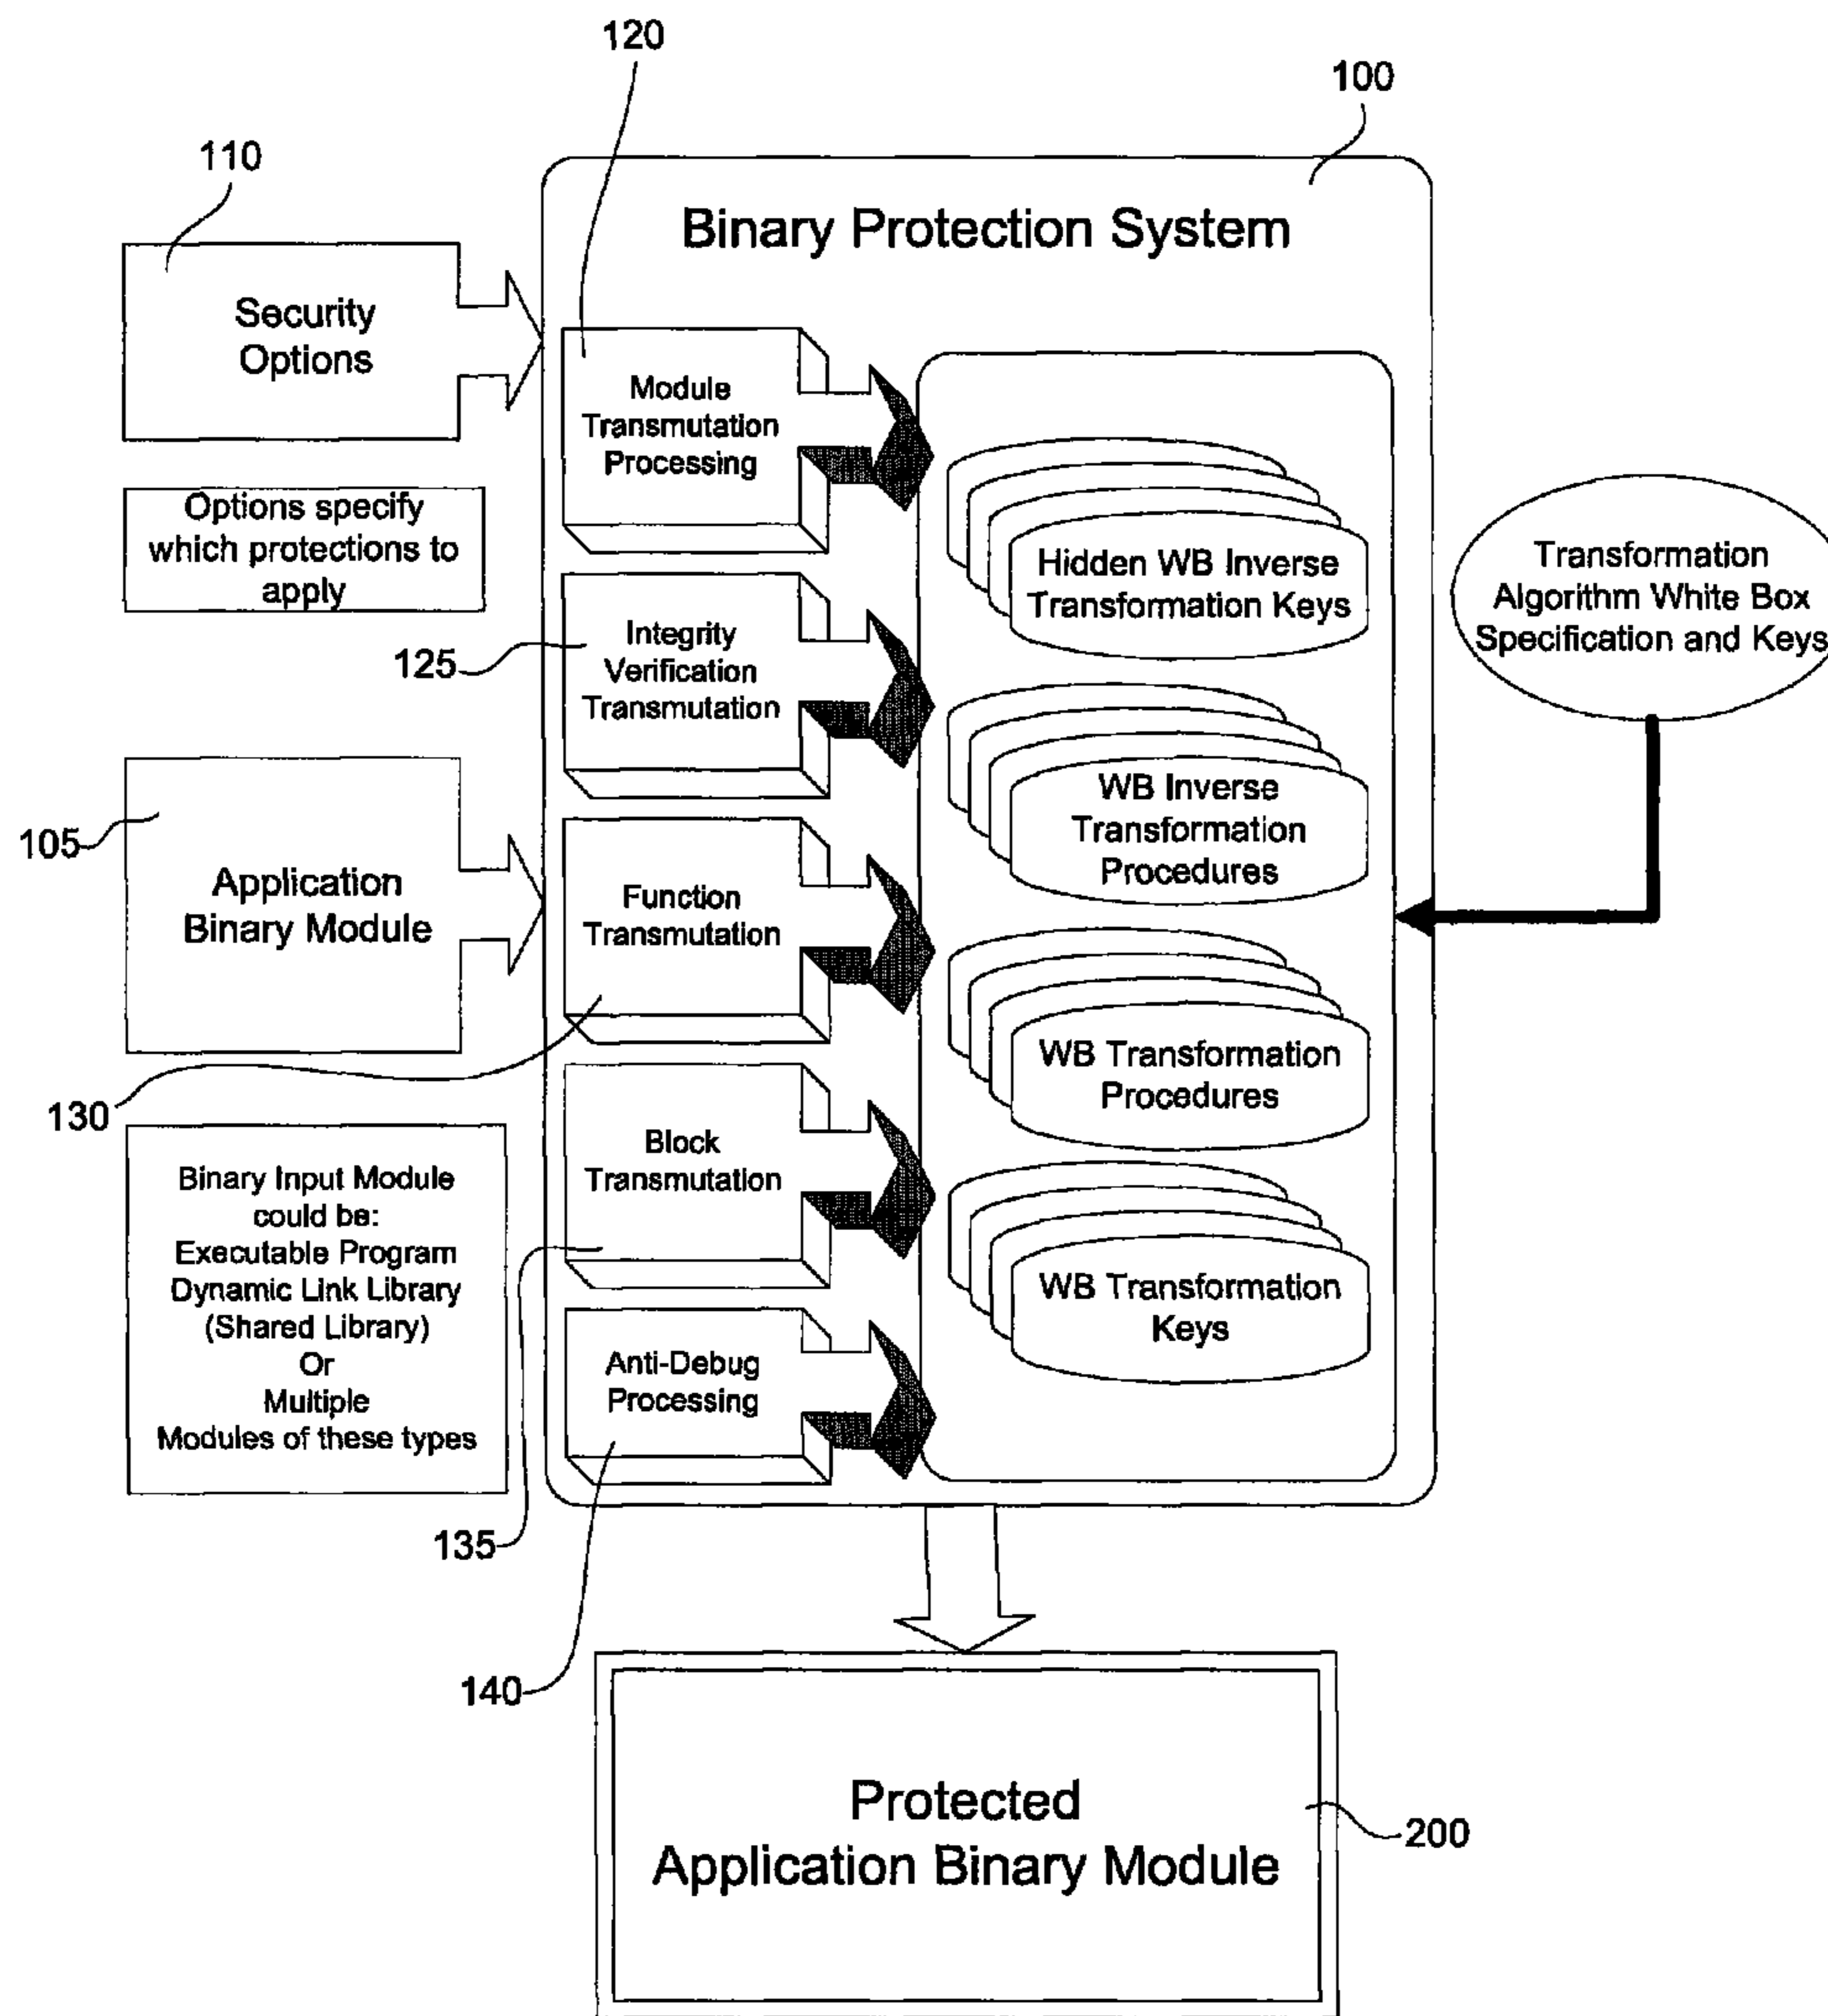 120
100
110
Binary Protection System
Security
Options
Module
Transmutation
Processing
Options specify
which protections to
apply
Hidden WB Inverse
Transformation Keys
Transformation
Algorithm White Box
Specification and Keys
125
Integrity
Verification
Transmutation
WB Inverse
Transformation
Procedures
105
Application
Binary Module
Function
Transmutation
130
WB Transformation
Procedures
Binary Input Module
could be:
Executable Program
Dynamic Link Library
(Shared Library)
Or
Multiple
Modules of these types
Block
Transmutation
135
WB Transformation
Keys
Anti-Debug
Processing
140
Protected
Application Binary Module
200